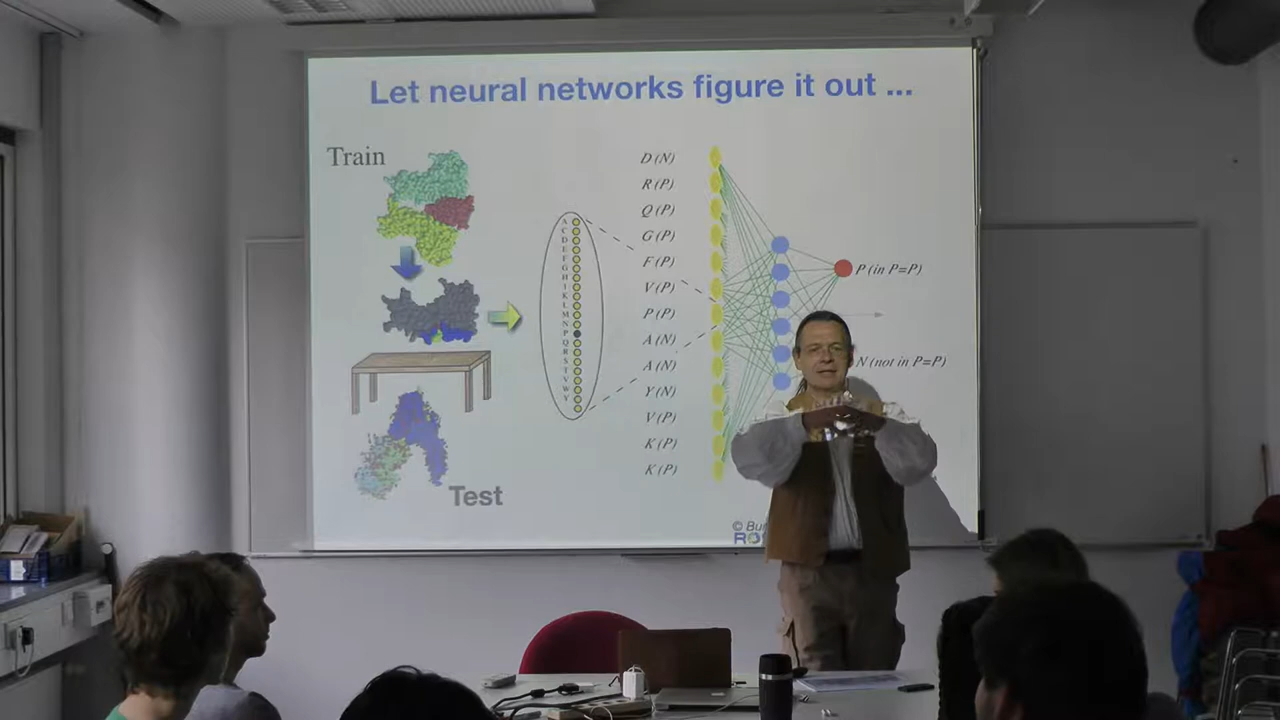 Let neural networks figure it out ...
Train
D (N)
R (P)
Q (P)
G (P)
F (P)
V (P)
P (P)
A (N)
A (N)
Y (N)
V (P)
K (P)
K (P)
A
C
D
E
F
G
H
I
K
L
M
N
P
Q
R
S
T
V
W
Y
P (in P=P)
N (not in P=P)
Test
©